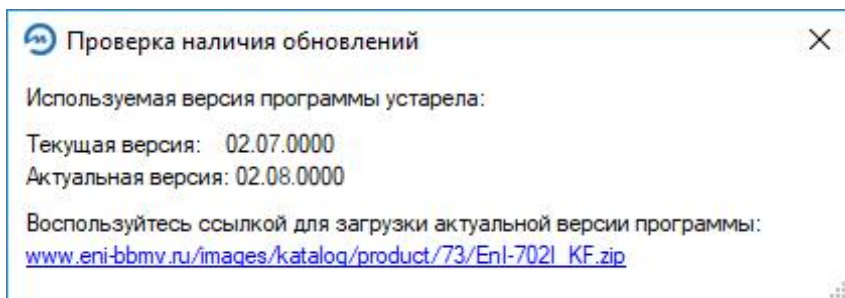 Проверка наличия обновлений
Используемая версия программы устарела:
Текущая версия: 02.07.0000
Актуальная версия: 02.08.0000
Воспользуйтесь ссылкой для загрузки актуальной версии программы:
www.eni-bbmv.ru/images/katalog/product/73/EnI-702I_KF.zip